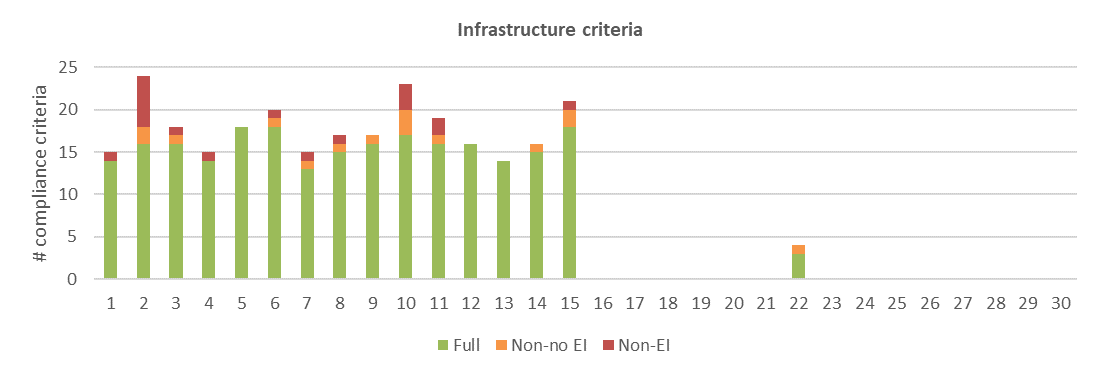 Infrastructure criteria
# compliance criteria
25
20
15
10
5
0
1 2 3 4 5 6 7 8 9 10 11 12 13 14 15 16 17 18 19 20 21 22 23 24 25 26 27 28 29 30
Full Non-no EI Non-EI